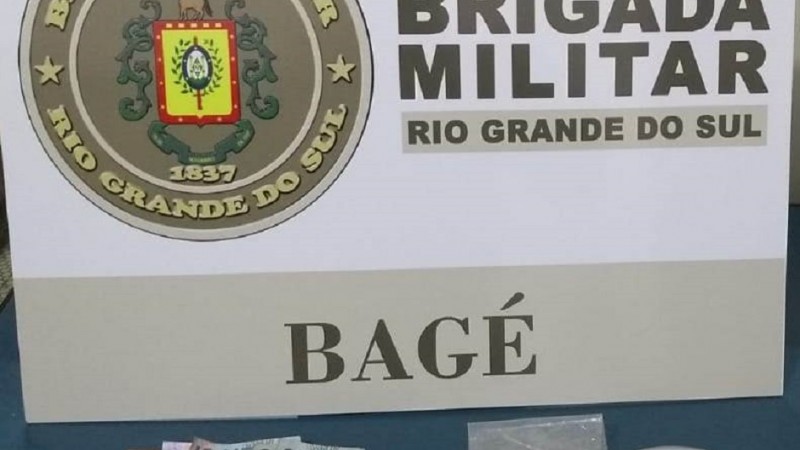 BRIGADA
MILITAR
RIO GRANDE DO SUL
1837
RIO GRANDE DO SUL
BAGÉ